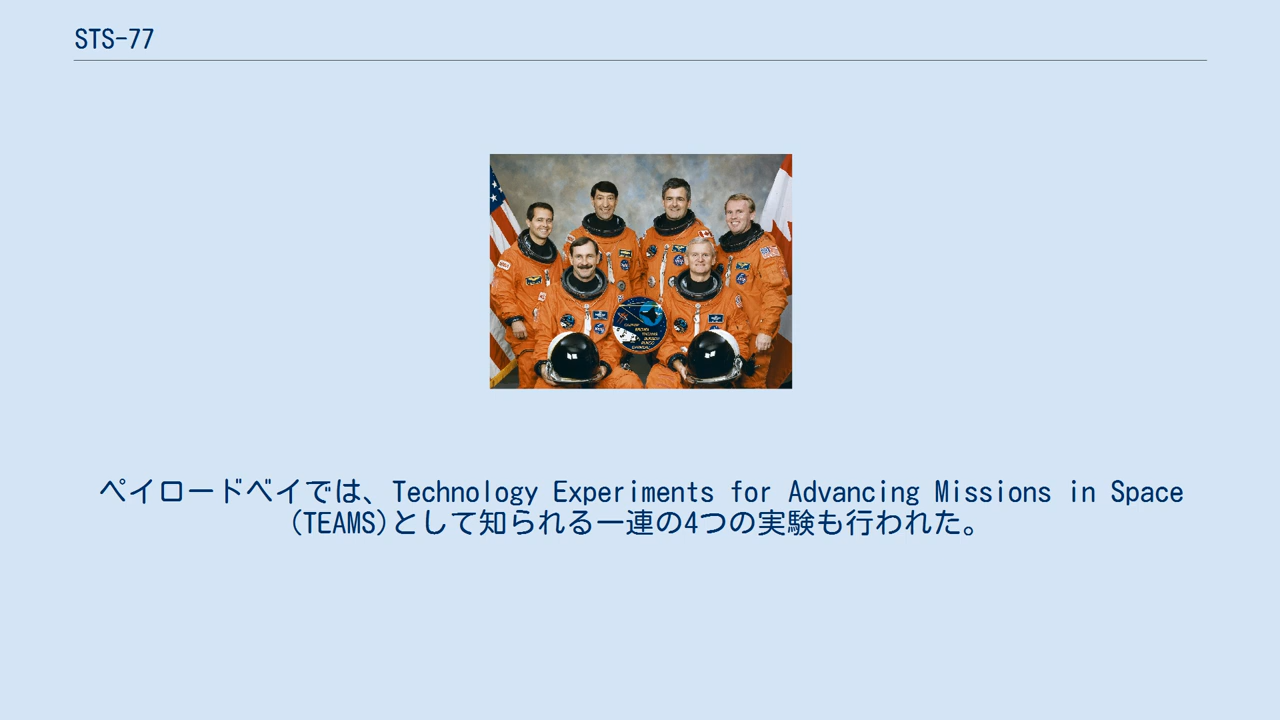 STS-77
ペイロードベイでは、Technology Experiments for Advancing Missions in Space
(TEAMS)として知られる一連の4つの実験も行われた。